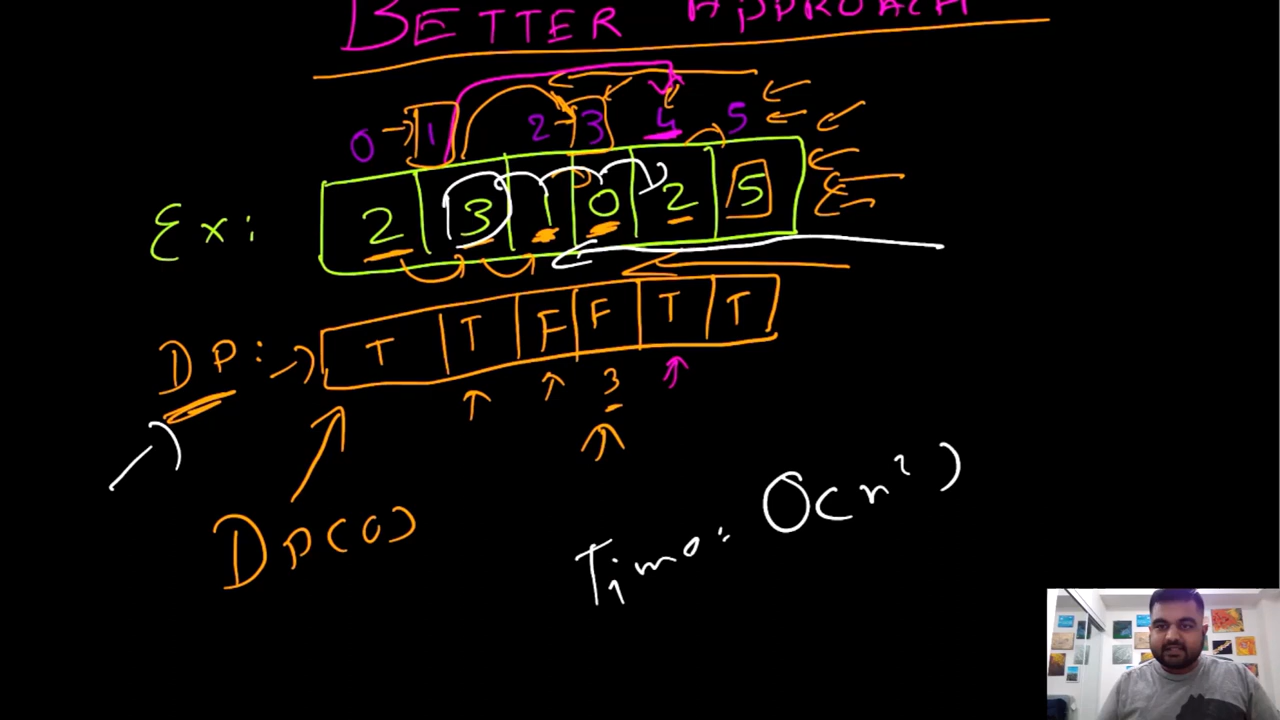 BETTER APPROACH
0 1 2 3 4 5
Ex: 2 3 1 0 2 5
DP: T T F F T T
3
DP(0)
Time: O(n²)